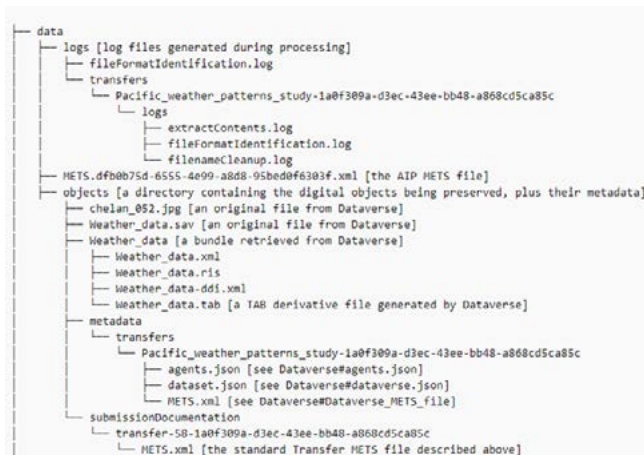 ├── data
│   ├── logs [log files generated during processing]
│   │   ├── fileFormatIdentification.log
│   │   └── transfers
│   │       └── Pacific_weather_patterns_study-1a0f309a-d3ec-43ee-bb48-a868cd5ca85c
│   │           └── logs
│   │               ├── extractContents.log
│   │               ├── fileFormatIdentification.log
│   │               └── filenameCleanup.log
│   ├── METS.dfb0b75d-6555-4e99-a8d8-95bed0f6303f.xml [the AIP METS file]
│   ├── objects [a directory containing the digital objects being preserved, plus their metadata]
│   │   ├── chelan_052.jpg [an original file from Dataverse]
│   │   ├── Weather_data.sav [an original file from Dataverse]
│   │   ├── Weather_data [a bundle retrieved from Dataverse]
│   │   │   ├── Weather_data.xml
│   │   │   ├── Weather_data.ris
│   │   │   ├── Weather_data-ddi.xml
│   │   │   └── Weather_data.tab [a TAB derivative file generated by Dataverse]
│   │   ├── metadata
│   │   │   └── transfers
│   │   │       └── Pacific_weather_patterns_study-1a0f309a-d3ec-43ee-bb48-a868cd5ca85c
│   │   │           ├── agents.json [see Dataverse#agents.json]
│   │   │           ├── dataset.json [see Dataverse#dataverse.json]
│   │   │           └── METS.xml [see Dataverse#Dataverse_METS_file]
│   │   └── submissionDocumentation
│   │       └── transfer-58-1a0f309a-d3ec-43ee-bb48-a868cd5ca85c
│   │           └── METS.xml [the standard Transfer METS file described above]